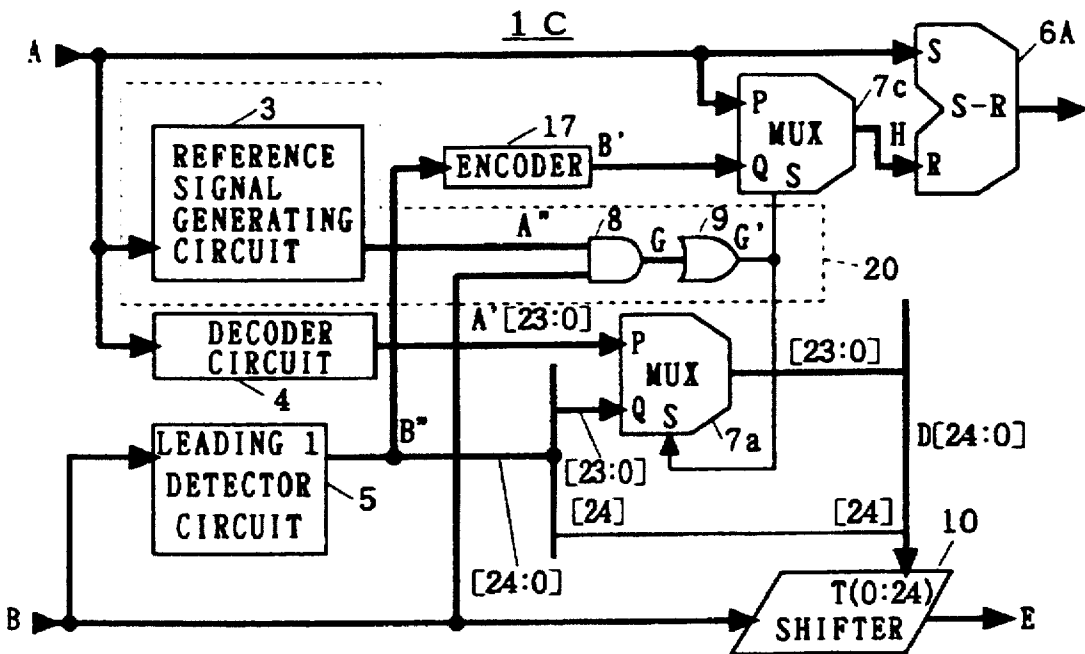 1C
A
6A
S
S-R
R
7c
P
MUX
Q
S
H
3
REFERENCE
SIGNAL
GENERATING
CIRCUIT
17
ENCODER
B'
A"
8
G
9
G'
20
DECODER
CIRCUIT
4
A'[23:0]
P
MUX
Q
S
7a
[23:0]
[23:0]
D[24:0]
LEADING 1
DETECTOR
CIRCUIT
5
B"
[24:0]
[24]
[24]
10
B
T(0:24)
SHIFTER
E